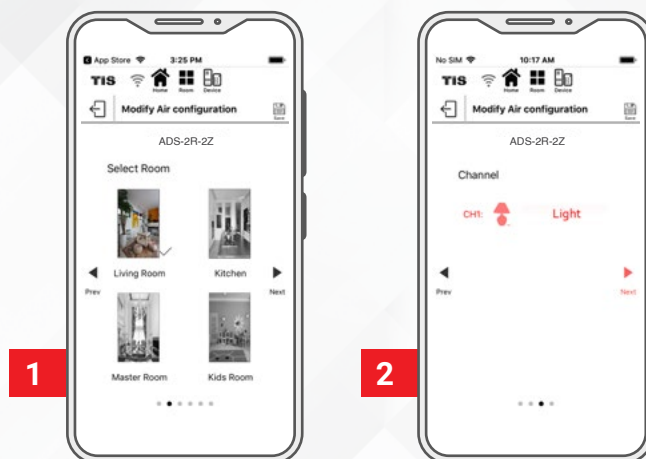 App Store 3:25 PM
TIS
Home Room Device
Modify Air configuration
Save
ADS-2R-2Z
Select Room
Living Room Kitchen
Prev Next
Master Room Kids Room
1
No SIM 10:17 AM
TIS
Home Room Device
Modify Air configuration
Save
ADS-2R-2Z
Channel
CH1: Light
Prev Next
2